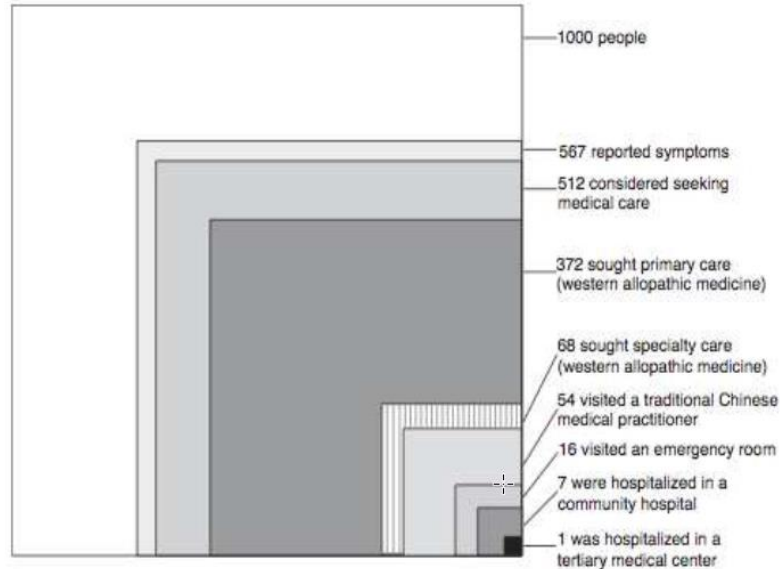 1000 people
567 reported symptoms
512 considered seeking
medical care
372 sought primary care
(western allopathic medicine)
68 sought specialty care
(western allopathic medicine)
54 visited a traditional Chinese
medical practitioner
16 visited an emergency room
7 were hospitalized in a
community hospital
1 was hospitalized in a
tertiary medical center